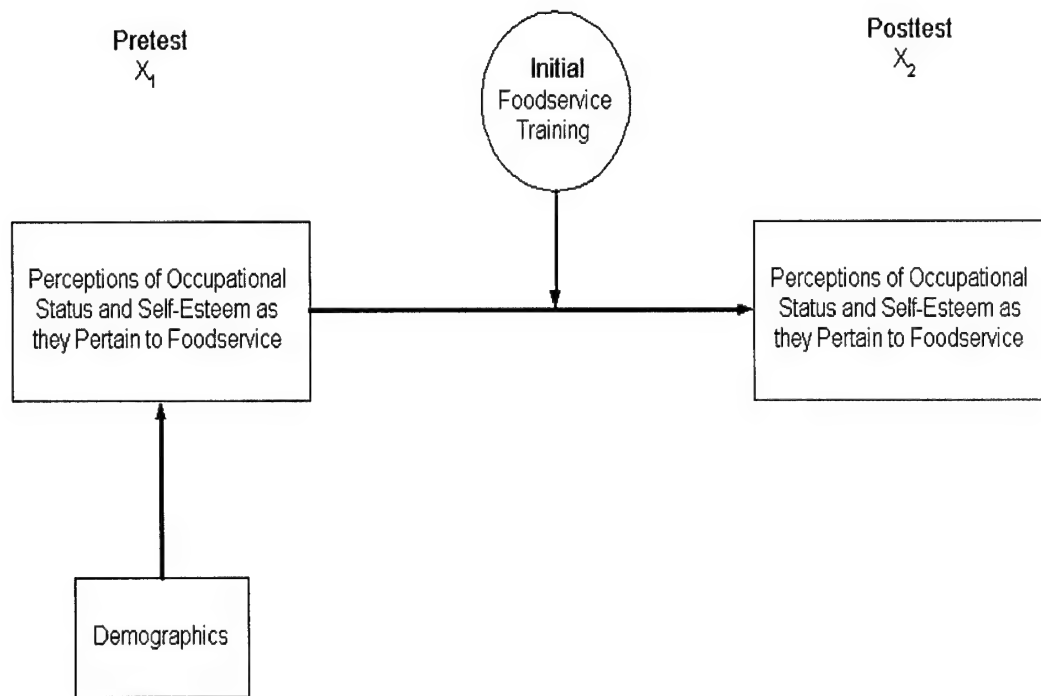 Pretest
X1
Initial
Foodservice
Training
Posttest
X2
Perceptions of Occupational
Status and Self-Esteem as
they Pertain to Foodservice
Perceptions of Occupational
Status and Self-Esteem as
they Pertain to Foodservice
Demographics